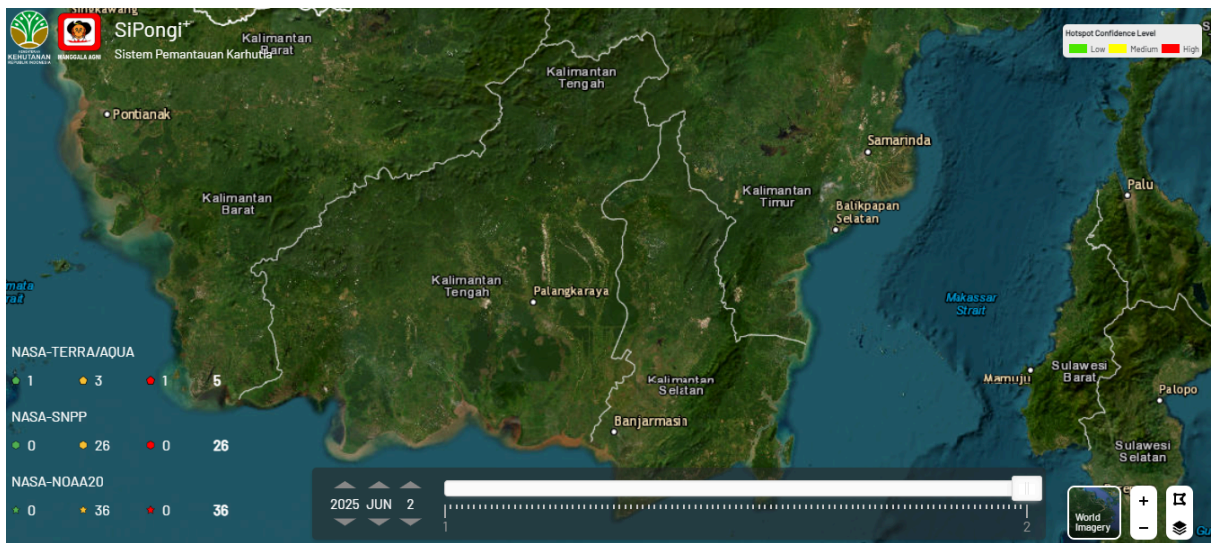 Singkawang
SiPongi+
Sistem Pemantauan Karhutla
KEMENTERIAN
KEHUTANAN
REPUBLIK INDONESIA
MANGGALA AGNI
Kalimantan
Barat
Hotspot Confidence Level
Low Medium High
Kalimantan
Tengah
Pontianak
Samarinda
Kalimantan
Barat
Kalimantan
Timur
Palu
Balikpapan
Selatan
Kalimantan
Tengah
Palangkaraya
Makassar
Strait
mata
rait
NASA-TERRA/AQUA
1 3 1 5
Kalimantan
Selatan
Mamuju
Sulawesi
Barat
Palopo
NASA-SNPP
0 26 0 26
Banjarmasin
Sulawesi
Selatan
NASA-NOAA20
0 36 0 36
2025 JUN 2
1 2
World
Imagery
+
−